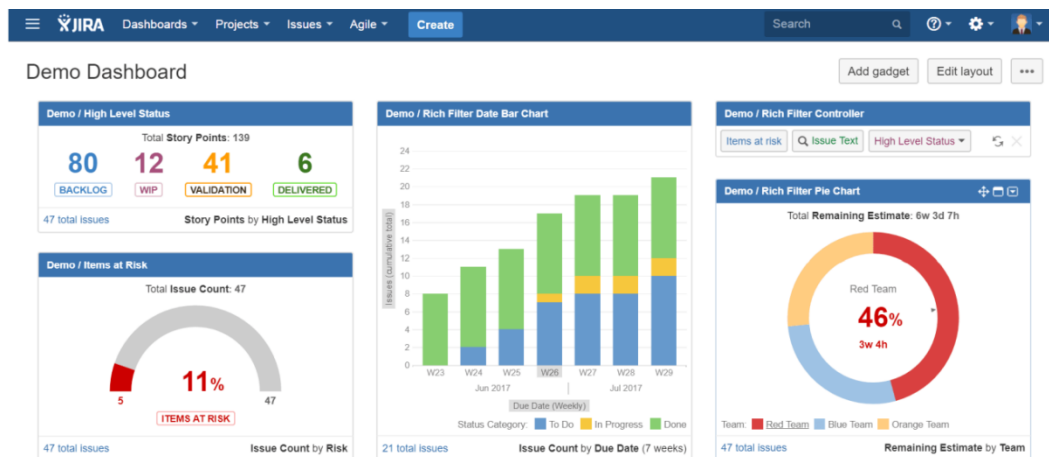 JIRA Dashboards Projects Issues Agile Create Search
Demo Dashboard
Add gadget Edit layout
Demo / High Level Status
Total Story Points: 139
80 12 41 6
BACKLOG WIP VALIDATION DELIVERED
47 total issues Story Points by High Level Status
Demo / Items at Risk
Total Issue Count: 47
11%
5 47
ITEMS AT RISK
47 total issues Issue Count by Risk
Demo / Rich Filter Date Bar Chart
24
22
20
18
16
14
12
10
8
6
4
2
0
Issues (cumulative total)
W23 W24 W25 W26 W27 W28 W29
Jun 2017 Jul 2017
Due Date (Weekly)
Status Category: To Do In Progress Done
21 total issues Issue Count by Due Date (7 weeks)
Demo / Rich Filter Controller
Items at risk Issue Text High Level Status
Demo / Rich Filter Pie Chart
Total Remaining Estimate: 6w 3d 7h
Red Team
46%
3w 4h
Team: Red Team Blue Team Orange Team
47 total issues Remaining Estimate by Team